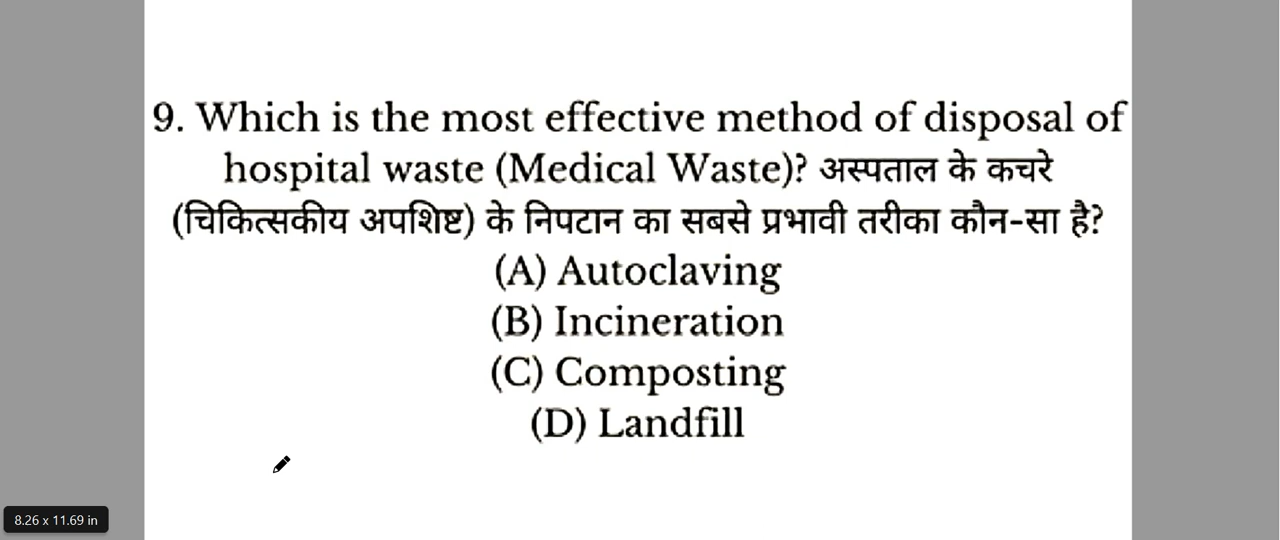 9. Which is the most effective method of disposal of
hospital waste (Medical Waste)? अस्पताल के कचरे
(चिकित्सकीय अपशिष्ट) के निपटान का सबसे प्रभावी तरीका कौन-सा है?
(A) Autoclaving
(B) Incineration
(C) Composting
(D) Landfill
8.26 x 11.69 in